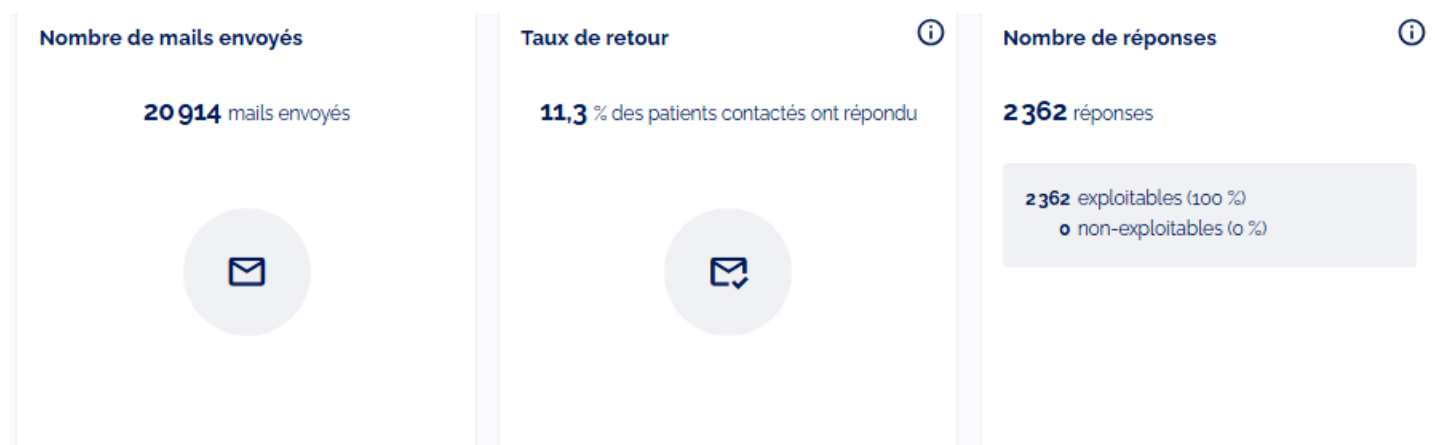 Nombre de mails envoyés
20 914 mails envoyés
Taux de retour
11,3 % des patients contactés ont répondu
Nombre de réponses
2 362 réponses
2 362 exploitables (100 %)
0 non-exploitables (0 %)